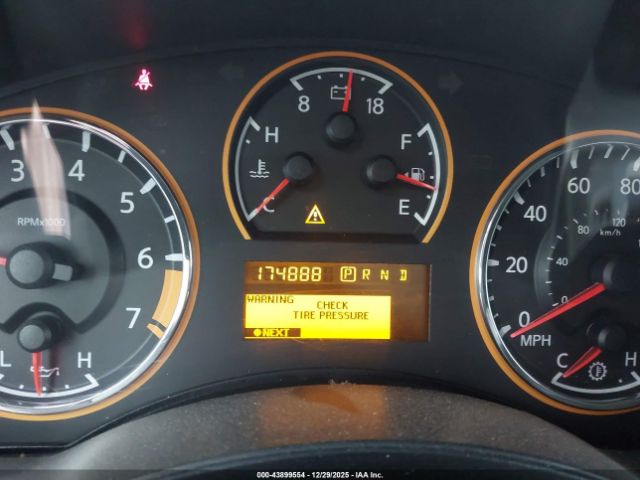 3 4 5 6 7
RPMx1000
L H
8 18
H C
F E
174888 P R N D
WARNING
CHECK
TIRE PRESSURE
NEXT
0 20 40 60 80
0 40 80 120
km/h
MPH
C H
000-43899554 - 12/29/2025 - IAA Inc.